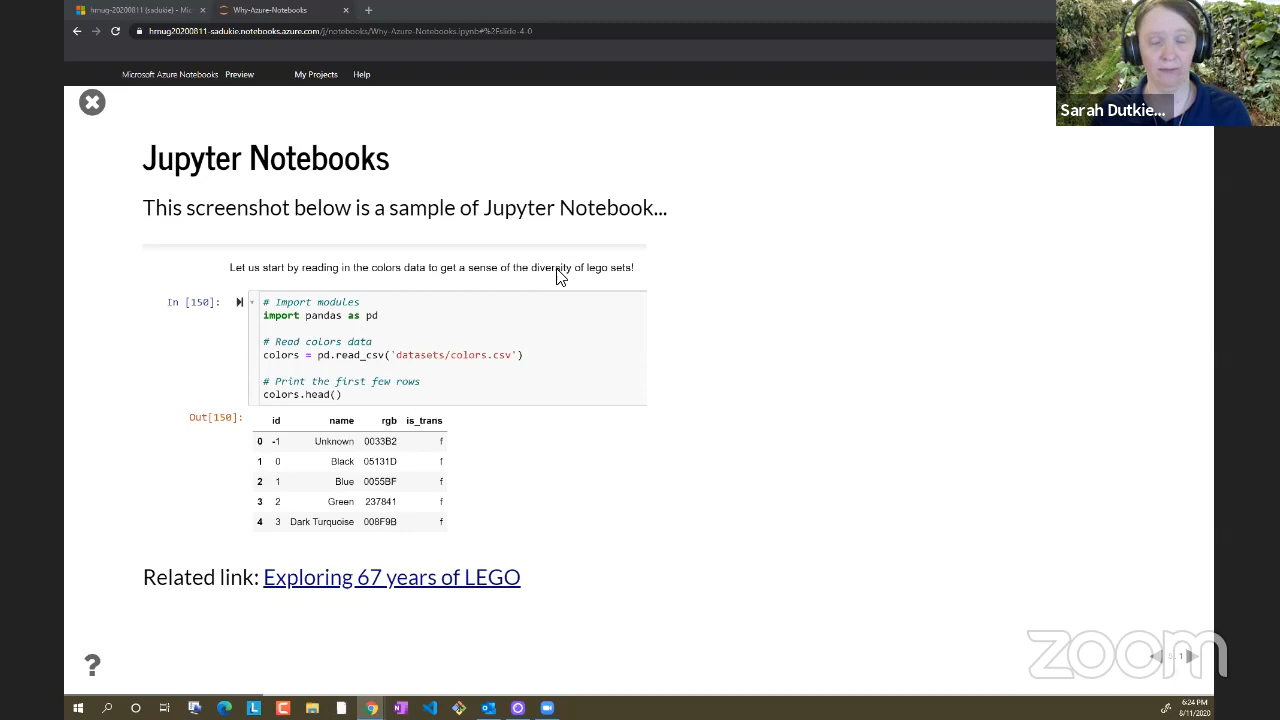 hmug-20200811 (sadukie) - Mic
Why-Azure-Notebooks
hmug20200811-sadukie.notebooks.azure.com/j/notebooks/Why-Azure-Notebooks.ipynb#%2Fslide-4-0
Microsoft Azure Notebooks Preview My Projects Help
Sarah Dutkie...
Jupyter Notebooks
This screenshot below is a sample of Jupyter Notebook...
Let us start by reading in the colors data to get a sense of the diversity of lego sets!
In [150]:
# Import modules
import pandas as pd
# Read colors data
colors = pd.read_csv('datasets/colors.csv')
# Print the first few rows
colors.head()
Out[150]:
id name rgb is_trans
0 -1 Unknown 0033B2 f
1 0 Black 05131D f
2 1 Blue 0055BF f
3 2 Green 237841 f
4 3 Dark Turquoise 008F9B f
Related link: Exploring 67 years of LEGO
?
zoom
6:24 PM
8/11/2020